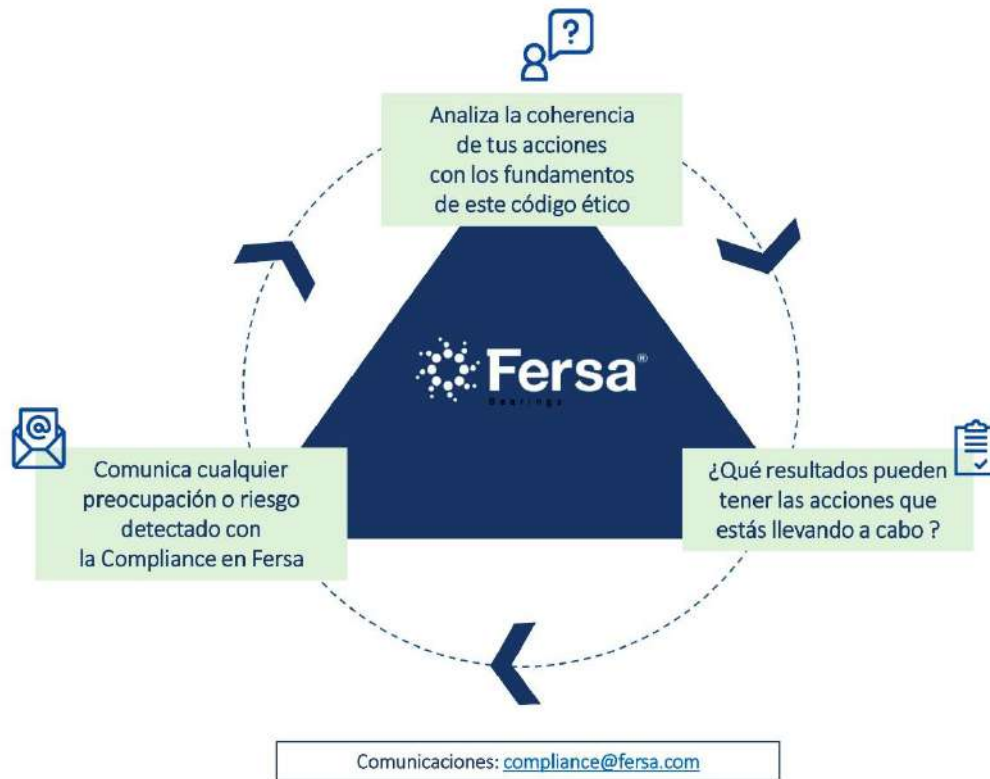 ?
Analiza la coherencia
de tus acciones
con los fundamentos
de este código ético
Fersa®
Bearings
@
Comunica cualquier
preocupación o riesgo
detectado con
la Compliance en Fersa
¿Qué resultados pueden
tener las acciones que
estás llevando a cabo ?
Comunicaciones: compliance@fersa.com